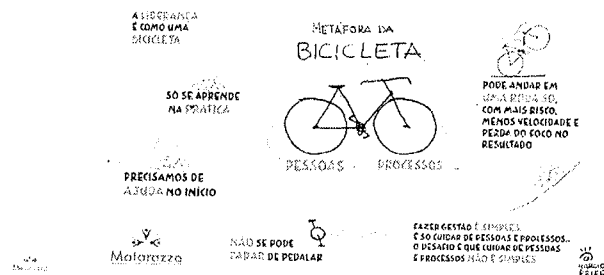 A LIDERANÇA
É COMO UMA
BICICLETA
METÁFORA DA
BICICLETA
SÓ SE APRENDE
NA PRÁTICA
PODE ANDAR EM
UMA RODA SÓ,
COM MAIS RISCO,
MENOS VELOCIDADE E
PERDA DO FOCO NO
RESULTADO
PESSOAS
PROCESSOS
PRECISAMOS DE
AJUDA NO INÍCIO
Matarazzo
NÃO SE PODE
PARAR DE PEDALAR
FAZER GESTÃO É SIMPLES
É SÓ CUIDAR DE PESSOAS E PROCESSOS...
O DESAFIO É QUE CUIDAR DE PESSOAS
E PROCESSOS NÃO É SIMPLES